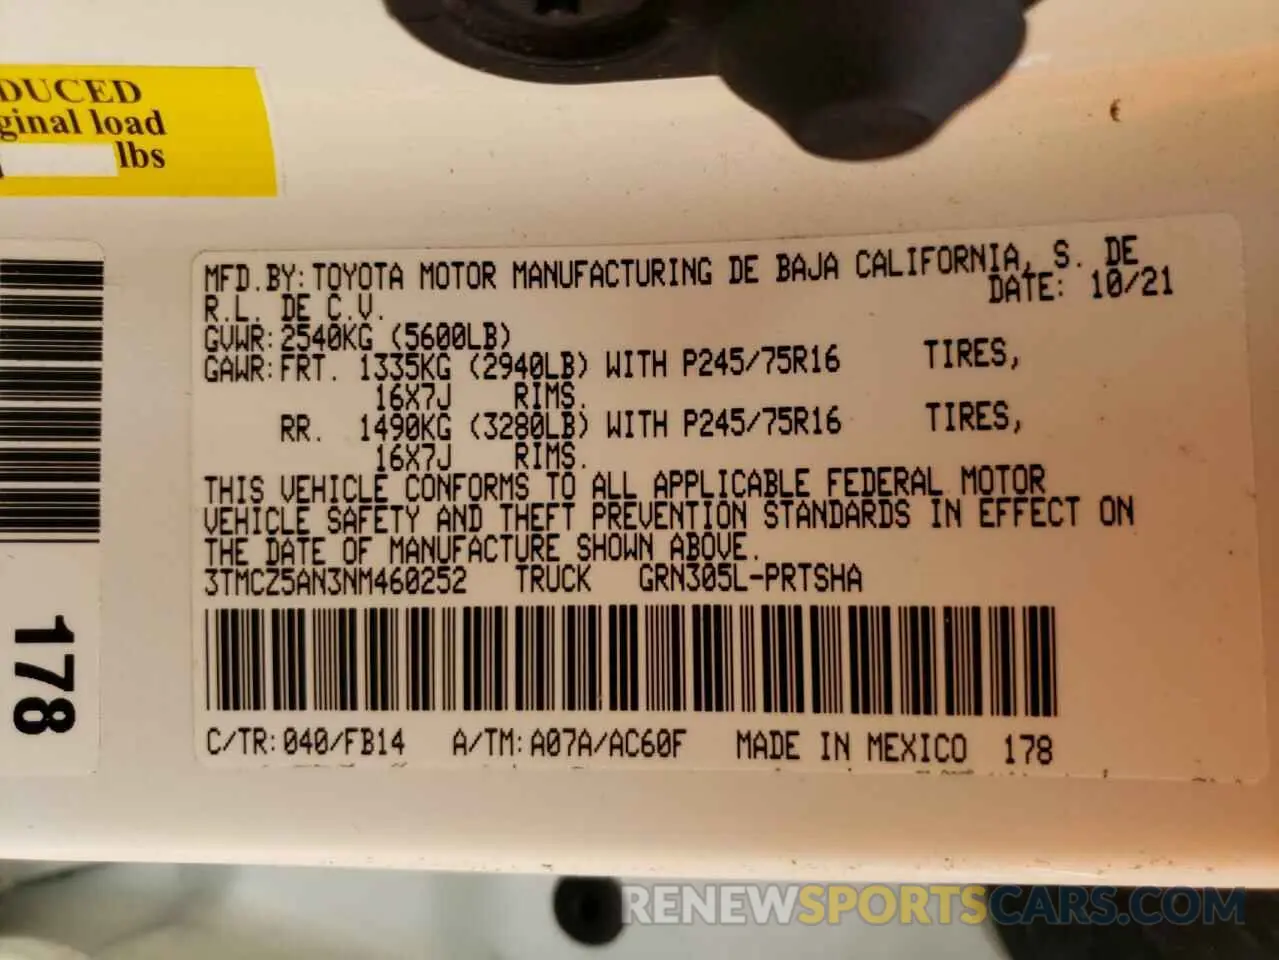 DUCED
ginal load
lbs
178
MFD.BY:TOYOTA MOTOR MANUFACTURING DE BAJA CALIFORNIA, S. DE
R.L. DE C.V.
DATE: 10/21
GVWR:2540KG (5600LB)
GAWR:FRT. 1335KG (2940LB) WITH P245/75R16 TIRES,
16X7J RIMS.
RR. 1490KG (3280LB) WITH P245/75R16 TIRES,
16X7J RIMS.
THIS VEHICLE CONFORMS TO ALL APPLICABLE FEDERAL MOTOR
VEHICLE SAFETY AND THEFT PREVENTION STANDARDS IN EFFECT ON
THE DATE OF MANUFACTURE SHOWN ABOVE.
3TMCZ5AN3NM460252 TRUCK GRN305L-PRTSHA
C/TR:040/FB14 A/TM:A07A/AC60F MADE IN MEXICO 178
RENEWSPORTSCARS.COM